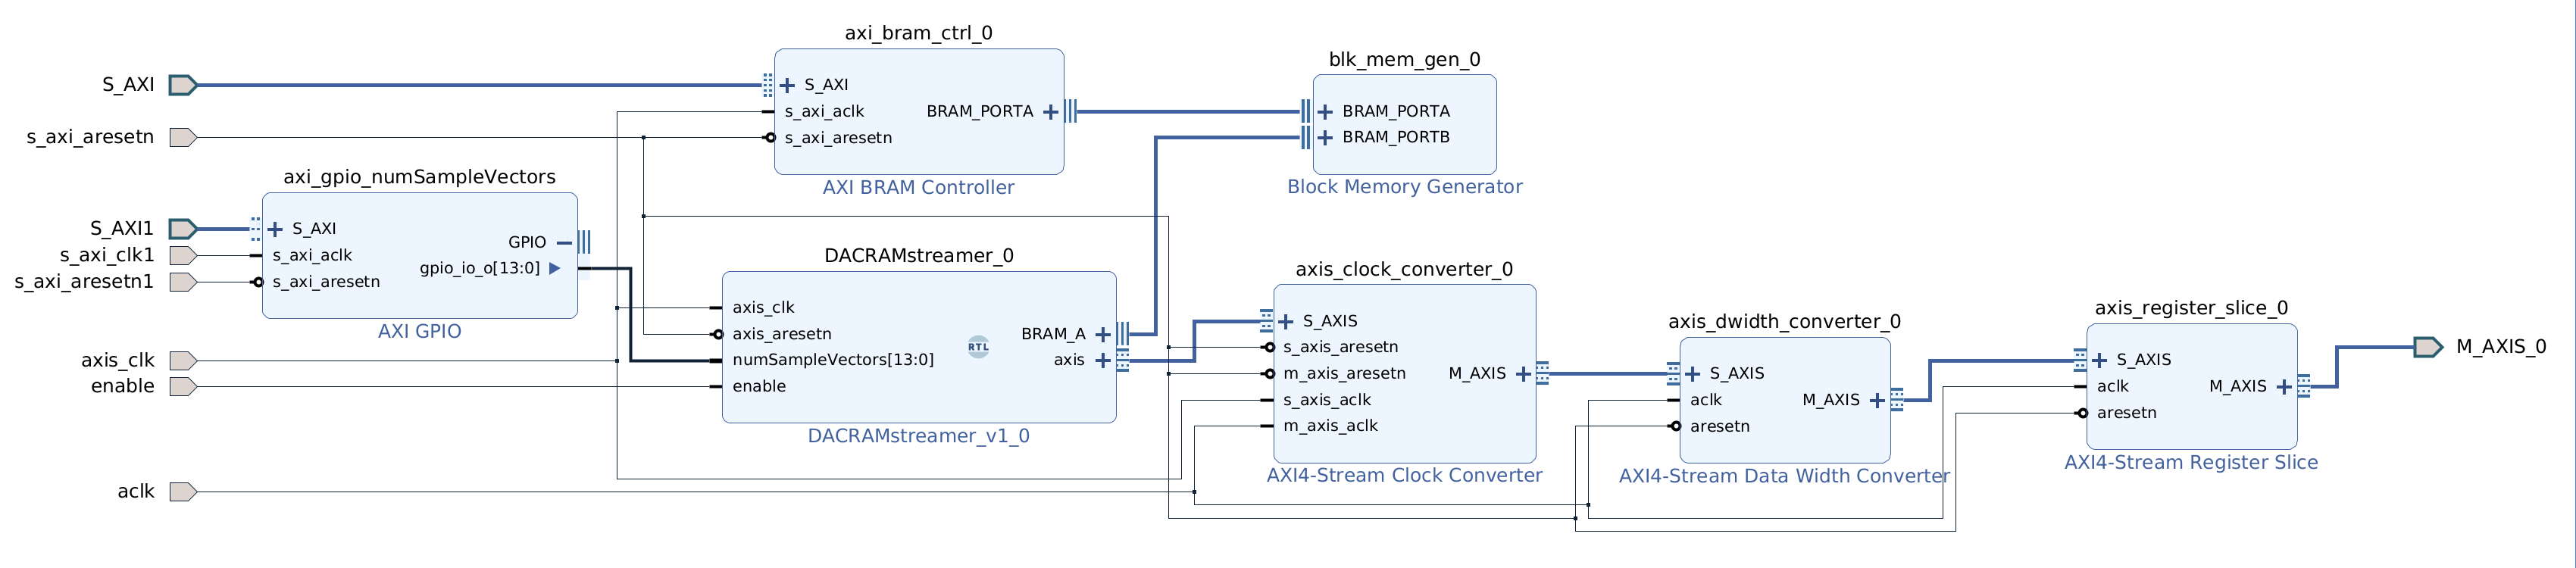 S_AXI
s_axi_aresetn
S_AXI1
s_axi_clk1
s_axi_aresetn1
axis_clk
enable
aclk
axi_gpio_numSampleVectors
S_AXI
s_axi_aclk
s_axi_aresetn
GPIO
gpio_io_o[13:0]
AXI GPIO
axi_bram_ctrl_0
S_AXI
s_axi_aclk
s_axi_aresetn
BRAM_PORTA
AXI BRAM Controller
DACRAMstreamer_0
axis_clk
axis_aresetn
numSampleVectors[13:0]
enable
RTL
BRAM_A
axis
DACRAMstreamer_v1_0
blk_mem_gen_0
BRAM_PORTA
BRAM_PORTB
Block Memory Generator
axis_clock_converter_0
S_AXIS
s_axis_aresetn
m_axis_aresetn
s_axis_aclk
m_axis_aclk
M_AXIS
AXI4-Stream Clock Converter
axis_dwidth_converter_0
S_AXIS
aclk
aresetn
M_AXIS
AXI4-Stream Data Width Converter
axis_register_slice_0
S_AXIS
aclk
aresetn
M_AXIS
AXI4-Stream Register Slice
M_AXIS_0